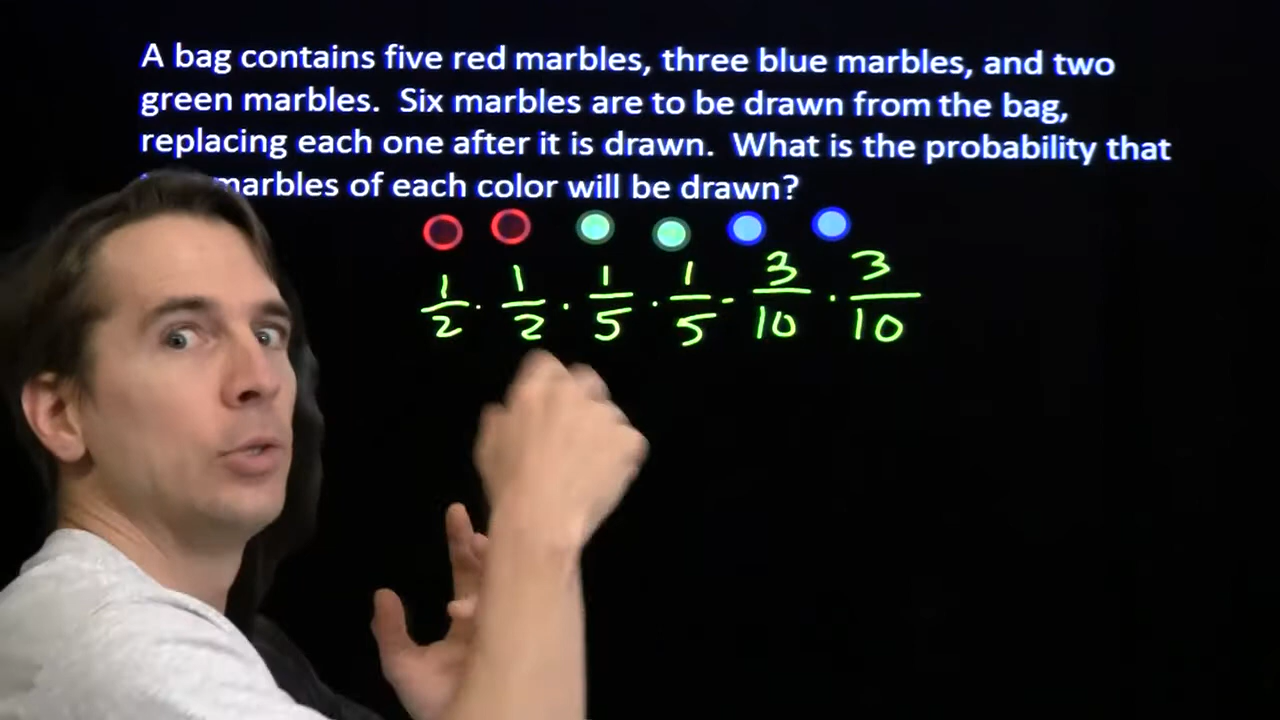 A bag contains five red marbles, three blue marbles, and two
green marbles. Six marbles are to be drawn from the bag,
replacing each one after it is drawn. What is the probability that
marbles of each color will be drawn?
1/2 · 1/2 · 1/5 · 1/5 · 3/10 · 3/10